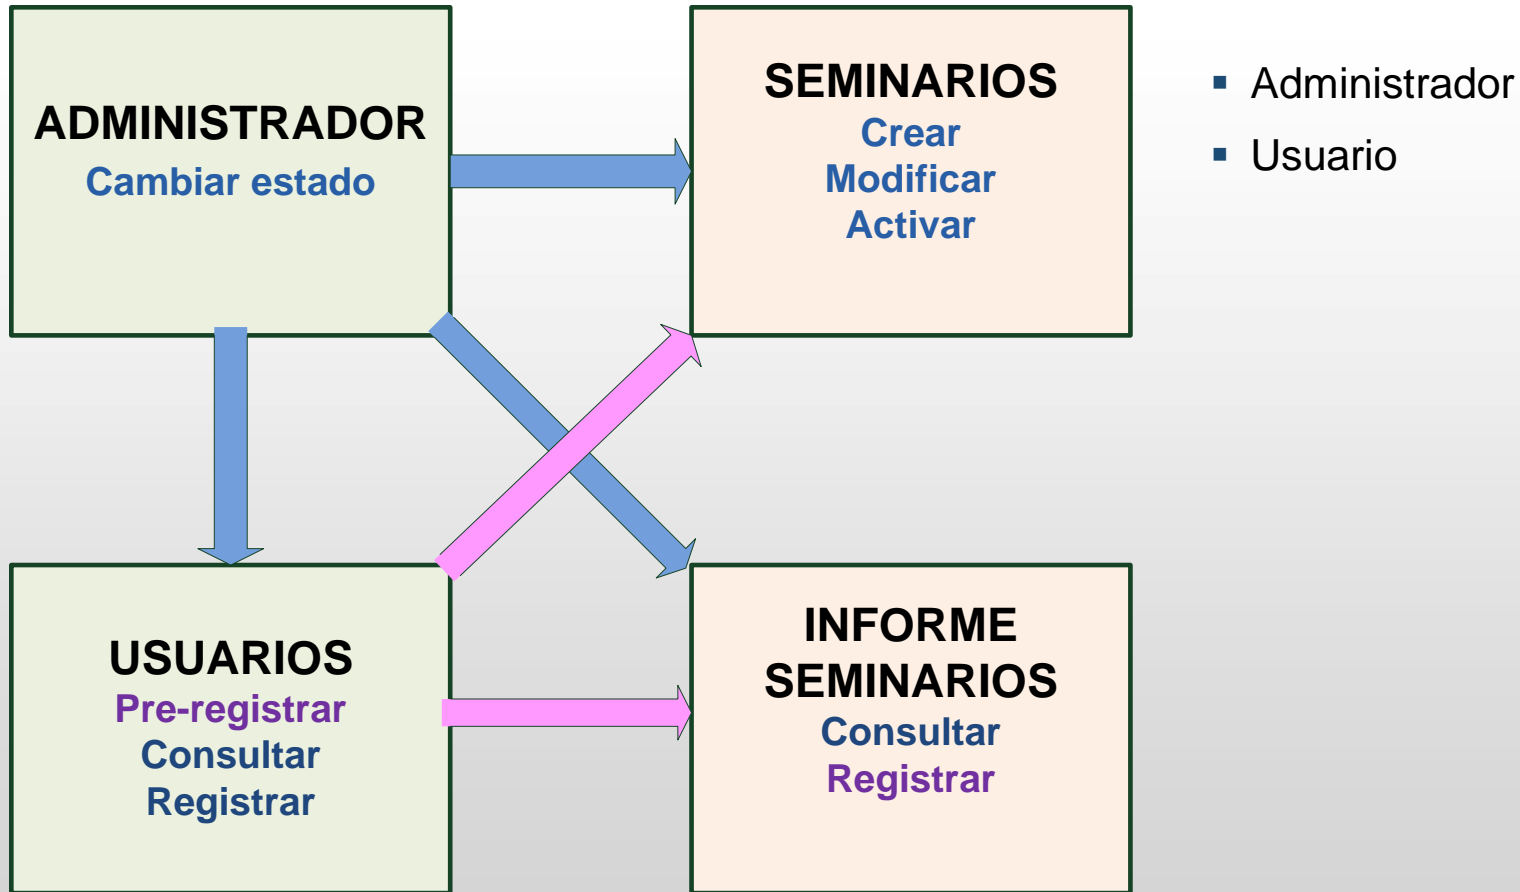 ADMINISTRADOR
Cambiar estado
SEMINARIOS
Crear
Modificar
Activar
Administrador
Usuario
USUARIOS
Pre-registrar
Consultar
Registrar
INFORME
SEMINARIOS
Consultar
Registrar